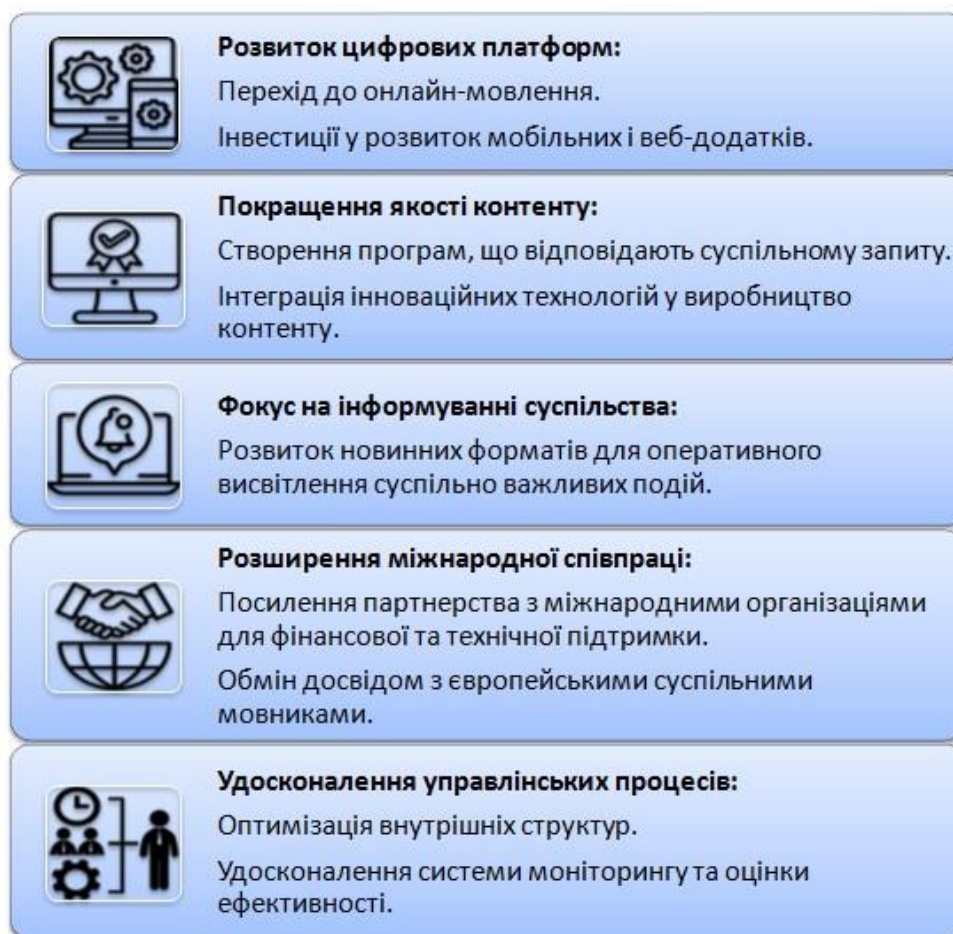 Розвиток цифрових платформ:
Перехід до онлайн-мовлення.
Інвестиції у розвиток мобільних і веб-додатків.
Покращення якості контенту:
Створення програм, що відповідають суспільному запиту.
Інтеграція інноваційних технологій у виробництво
контенту.
Фокус на інформуванні суспільства:
Розвиток новинних форматів для оперативного
висвітлення суспільно важливих подій.
Розширення міжнародної співпраці:
Посилення партнерства з міжнародними організаціями
для фінансової та технічної підтримки.
Обмін досвідом з європейськими суспільними
мовниками.
Удосконалення управлінських процесів:
Оптимізація внутрішніх структур.
Удосконалення системи моніторингу та оцінки
ефективності.